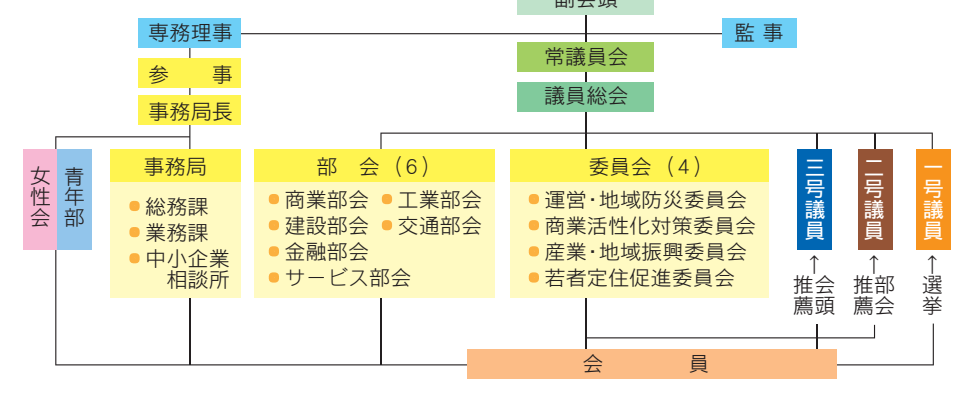 副会頭
専務理事
監事
常議員会
参事
議員総会
事務局長
女性会
青年部
事務局
総務課
業務課
中小企業
相談所
部会(6)
商業部会
工業部会
建設部会
交通部会
金融部会
サービス部会
委員会(4)
運営・地域防災委員会
商業活性化対策委員会
産業・地域振興委員会
若者定住促進委員会
三号議員
↑
会頭
推薦
二号議員
↑
部会
推薦
一号議員
↑
選挙
会員